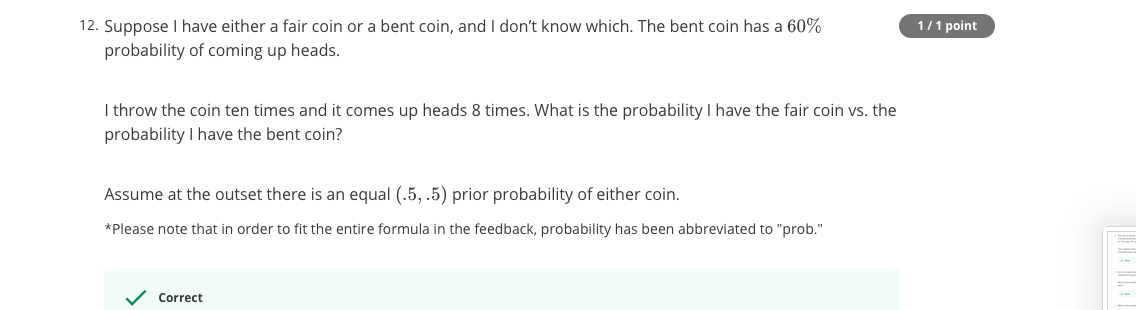 12. Suppose I have either a fair coin or a bent coin, and I don’t know which. The bent coin has a 60%
1 / 1 point
probability of coming up heads.
I throw the coin ten times and it comes up heads 8 times. What is the probability I have the fair coin vs. the
probability I have the bent coin?
Assume at the outset there is an equal (.5, .5) prior probability of either coin.
*Please note that in order to fit the entire formula in the feedback, probability has been abbreviated to "prob."
Correct